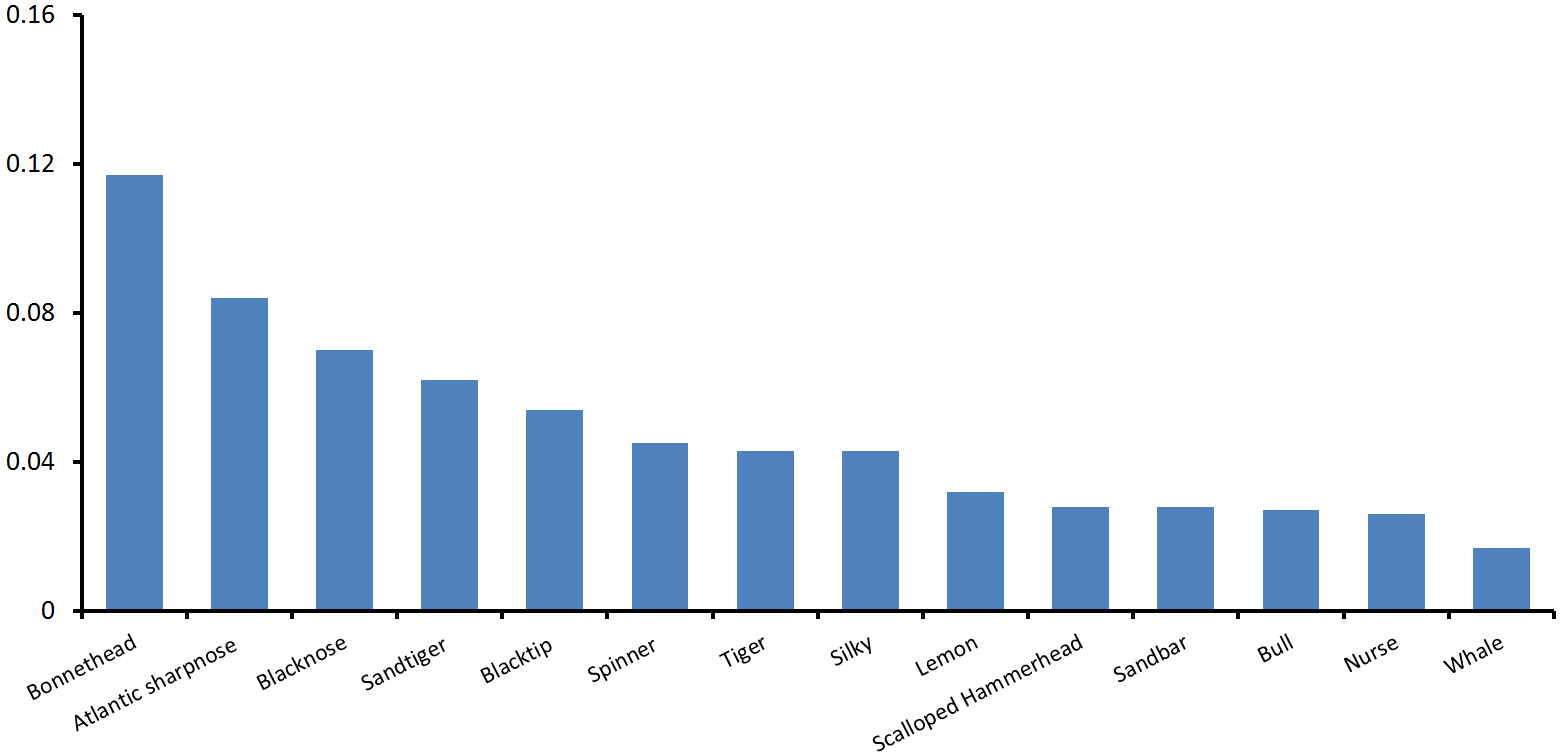 0.16
0.12
0.08
0.04
0
Bonnethead
Atlantic sharpnose
Blacknose
Sandtiger
Blacktip
Spinner
Tiger
Silky
Lemon
Scalloped Hammerhead
Sandbar
Bull
Nurse
Whale